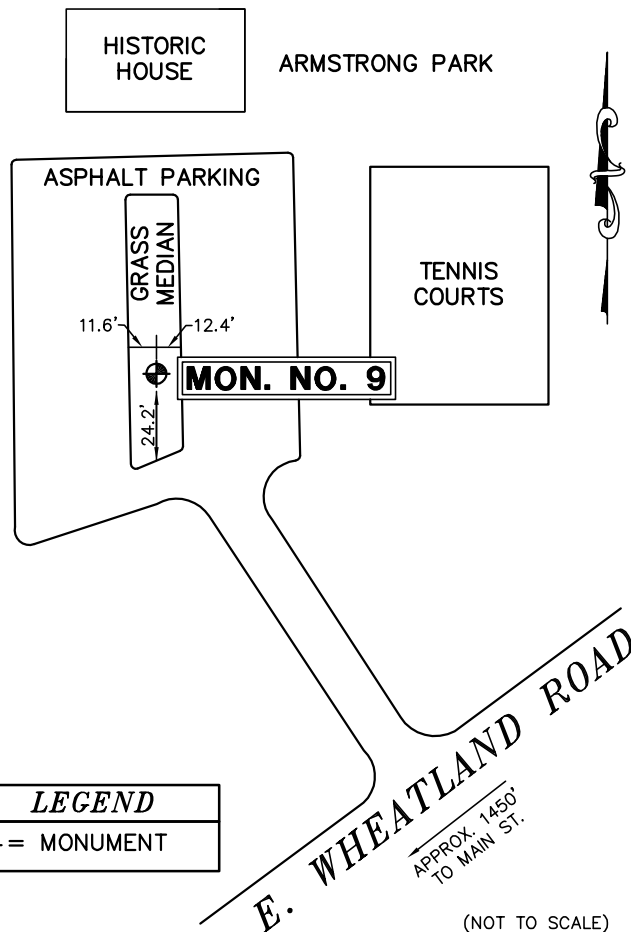 HISTORIC
HOUSE
ARMSTRONG PARK
ASPHALT PARKING
GRASS
MEDIAN
TENNIS
COURTS
11.6'
12.4'
MON. NO. 9
24.2'
E. WHEATLAND ROAD
APPROX. 1450'
TO MAIN ST.
LEGEND
= MONUMENT
(NOT TO SCALE)